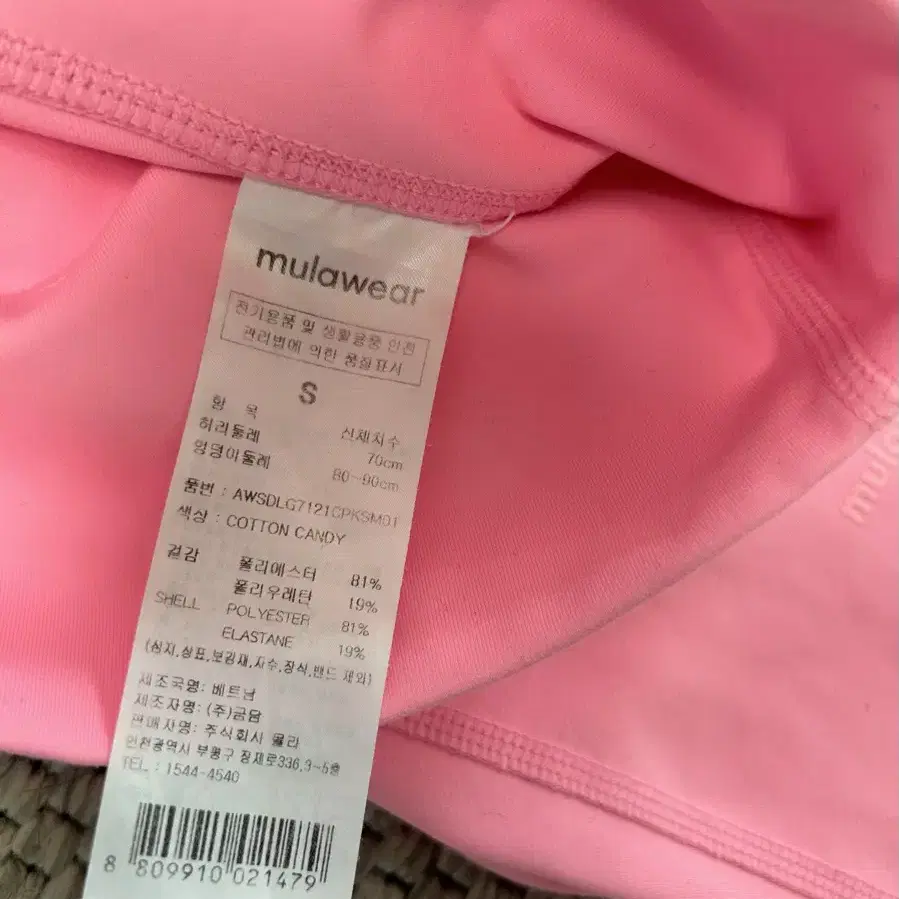 mulawear
전기용품 및 생활용품 안전
관리법에 의한 품질표시
S
항 목 신체치수
허리둘레 70cm
엉덩이둘레 80~90cm
품번 : AWSDLG7121CPKSM01
색상 : COTTON CANDY
겉감 폴리에스터 81%
폴리우레탄 19%
SHELL POLYESTER 81%
ELASTANE 19%
(심지,상표,보강재,자수,장식,밴드 제외)
제조국명: 베트남
제조자명: (주)금담
판매자명: 주식회사 뮬라
인천광역시 부평구 장제로336,3~5층
TEL : 1544-4640
8 809910 021479
mula